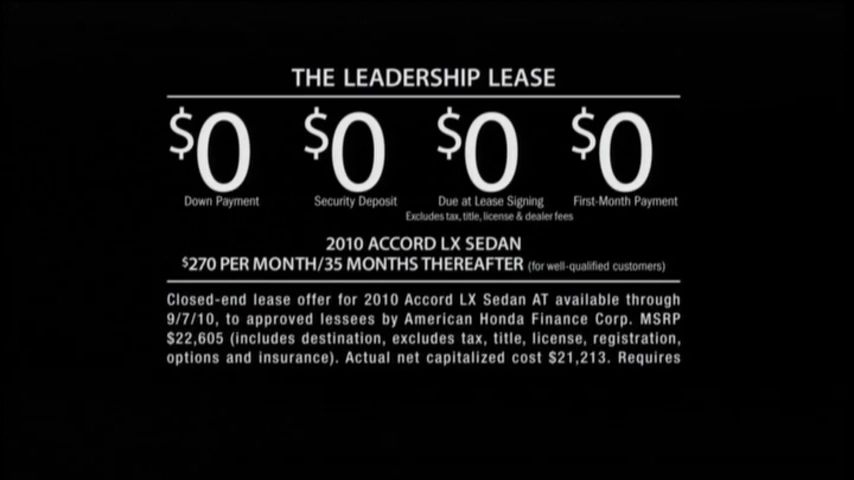 THE LEADERSHIP LEASE
$0 $0 $0 $0
Down Payment Security Deposit Due at Lease Signing First-Month Payment
Excludes tax, title, license & dealer fees
2010 ACCORD LX SEDAN
$270 PER MONTH/35 MONTHS THEREAFTER (for well-qualified customers)
Closed-end lease offer for 2010 Accord LX Sedan AT available through
9/7/10, to approved lessees by American Honda Finance Corp. MSRP
$22,605 (includes destination, excludes tax, title, license, registration,
options and insurance). Actual net capitalized cost $21,213. Requires